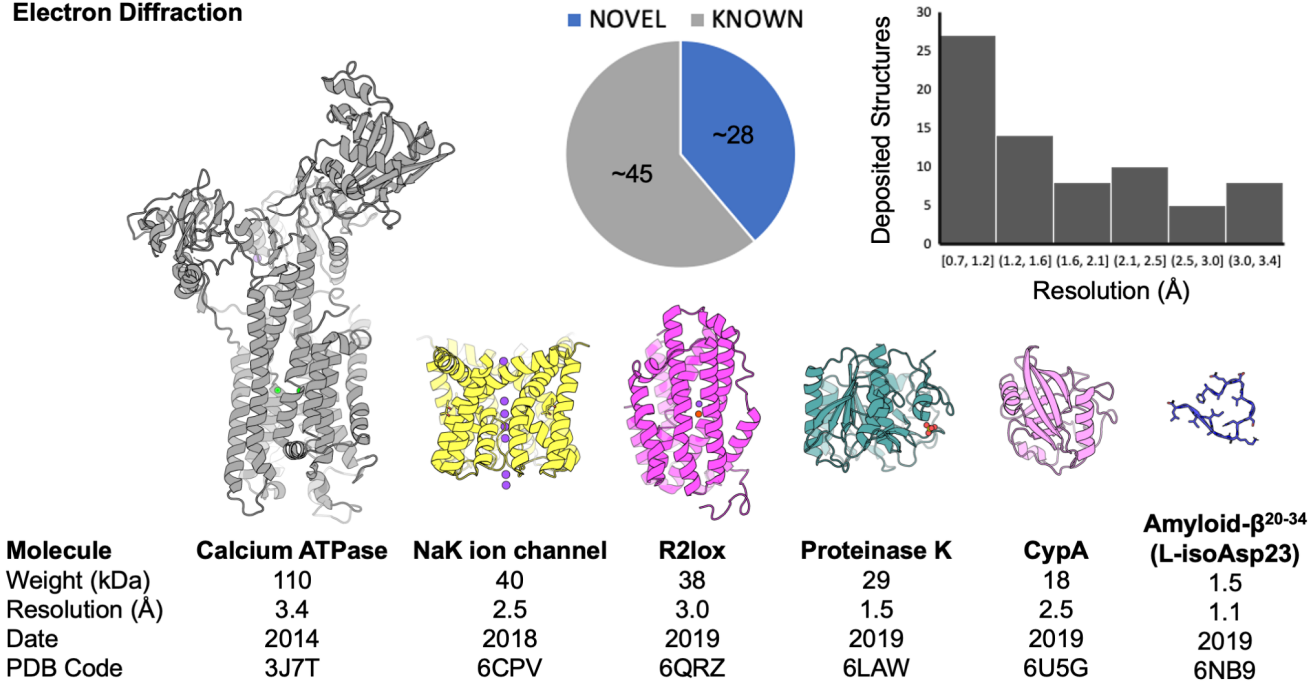 Electron Diffraction
NOVEL KNOWN
~28
~45
Deposited Structures
30
25
20
15
10
5
0
[0.7, 1.2] (1.2, 1.6] (1.6, 2.1] (2.1, 2.5] (2.5, 3.0] (3.0, 3.4]
Resolution (Å)
Amyloid-β20-34
Molecule Calcium ATPase NaK ion channel R2lox Proteinase K CypA (L-isoAsp23)
Weight (kDa) 110 40 38 29 18 1.5
Resolution (Å) 3.4 2.5 3.0 1.5 2.5 1.1
Date 2014 2018 2019 2019 2019 2019
PDB Code 3J7T 6CPV 6QRZ 6LAW 6U5G 6NB9